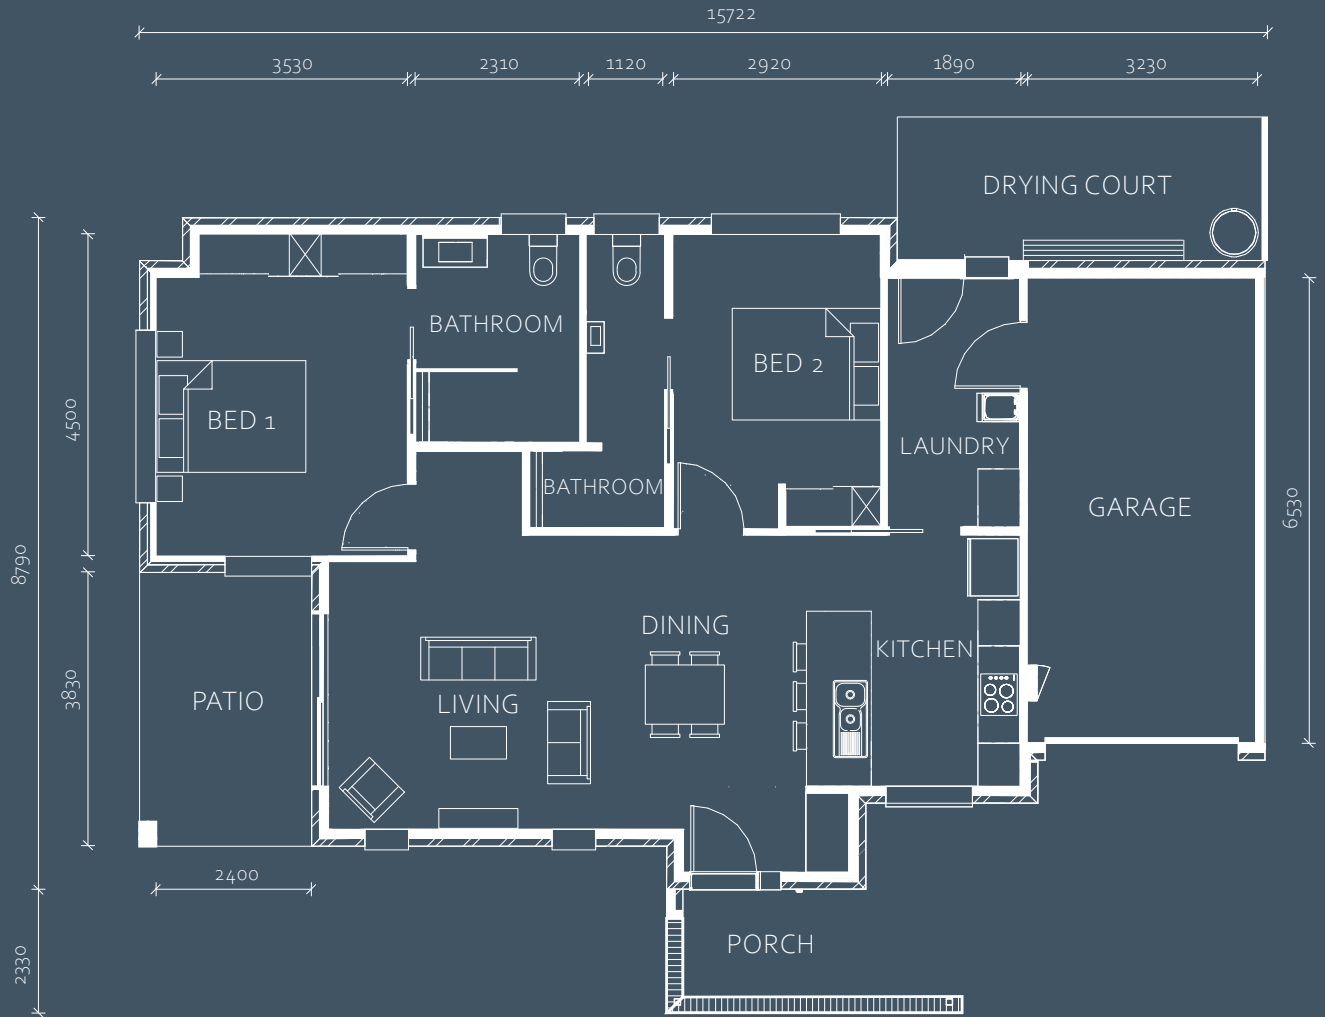 15722
3530 2310 1120 2920 1890 3230
DRYING COURT
BATHROOM
BED 2
BED 1
4500
LAUNDRY
BATHROOM
GARAGE
6530
8790
DINING
KITCHEN
3830
PATIO
LIVING
2400
PORCH
2330